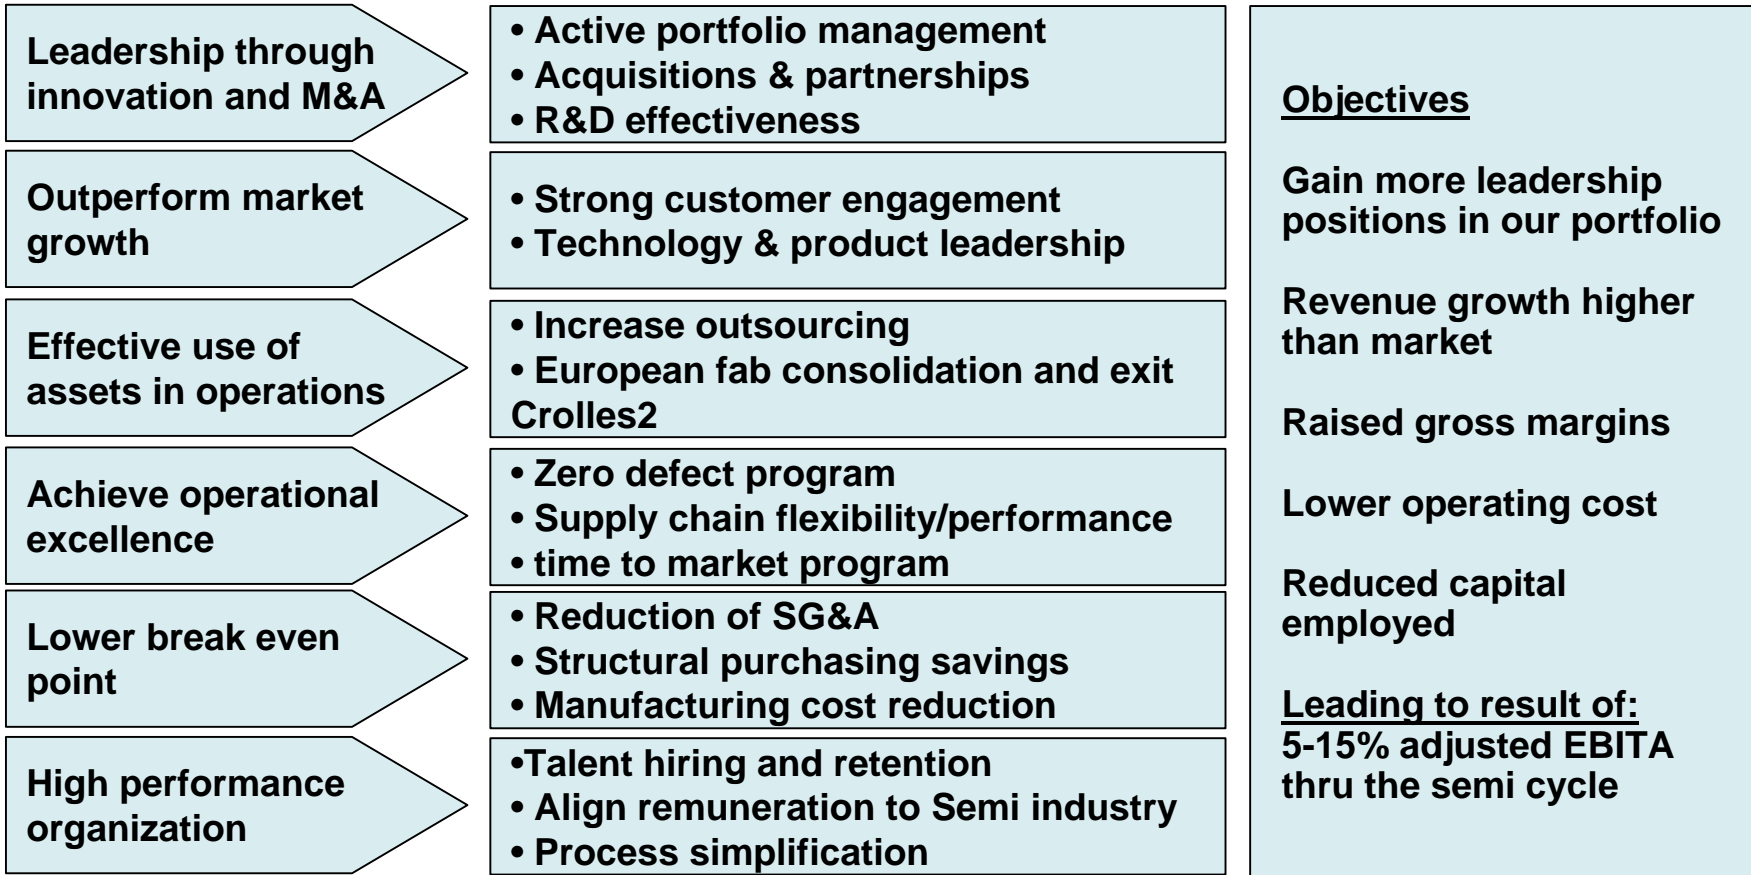 Leadership through
innovation and M&A
• Active portfolio management
• Acquisitions & partnerships
• R&D effectiveness
Outperform market
growth
• Strong customer engagement
• Technology & product leadership
Effective use of
assets in operations
• Increase outsourcing
• European fab consolidation and exit
Crolles2
Achieve operational
excellence
• Zero defect program
• Supply chain flexibility/performance
• time to market program
Lower break even
point
• Reduction of SG&A
• Structural purchasing savings
• Manufacturing cost reduction
High performance
organization
•Talent hiring and retention
• Align remuneration to Semi industry
• Process simplification
Objectives
Gain more leadership
positions in our portfolio
Revenue growth higher
than market
Raised gross margins
Lower operating cost
Reduced capital
employed
Leading to result of:
5-15% adjusted EBITA
thru the semi cycle